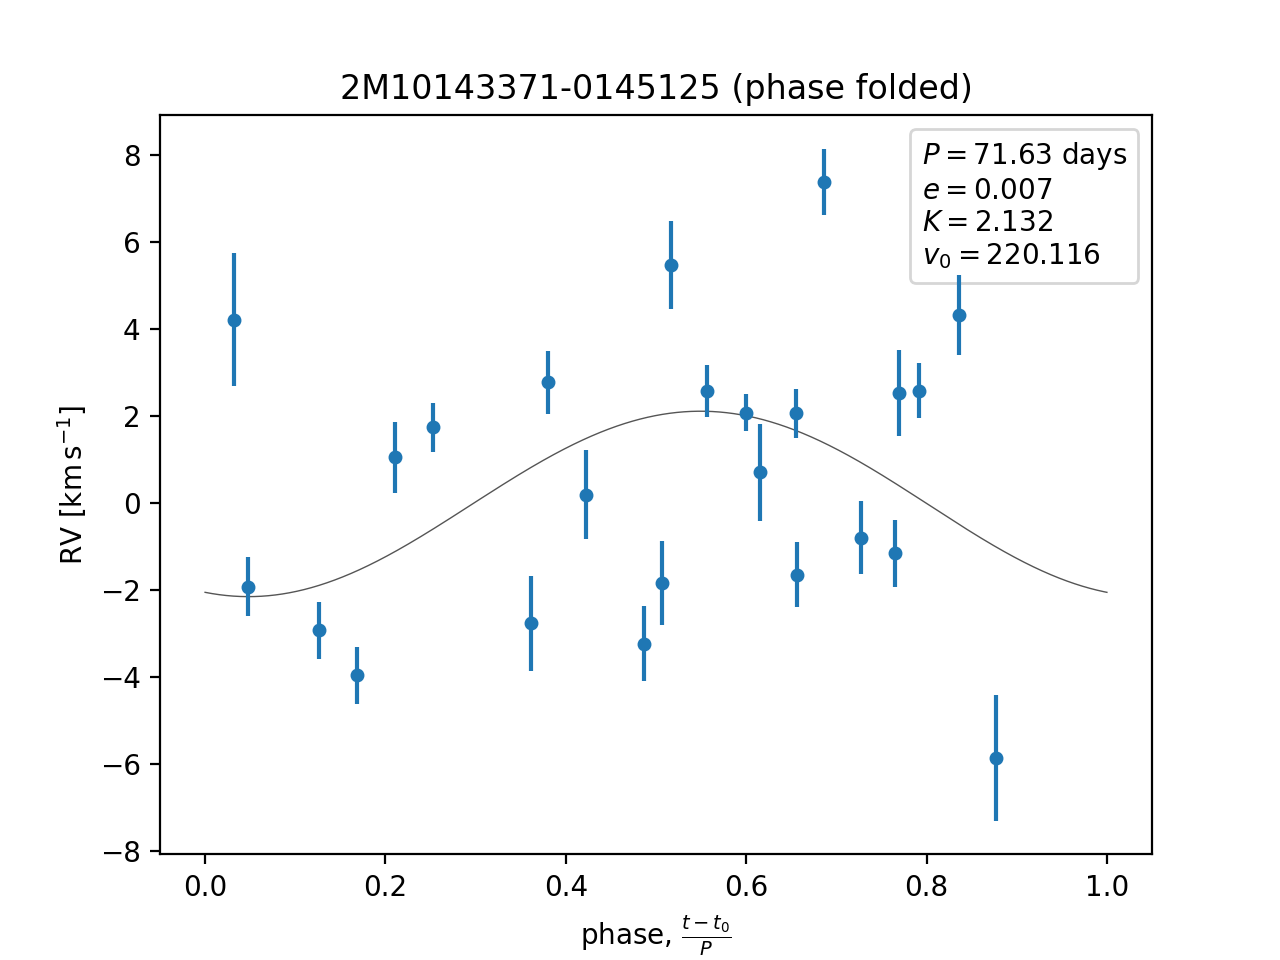 2M10143371-0145125 (phase folded)
P = 71.63 days
e = 0.007
K = 2.132
v₀ = 220.116
8
6
4
2
0
−2
−4
−6
−8
RV [km s⁻¹]
0.0 0.2 0.4 0.6 0.8 1.0
phase, (t − t₀)/P